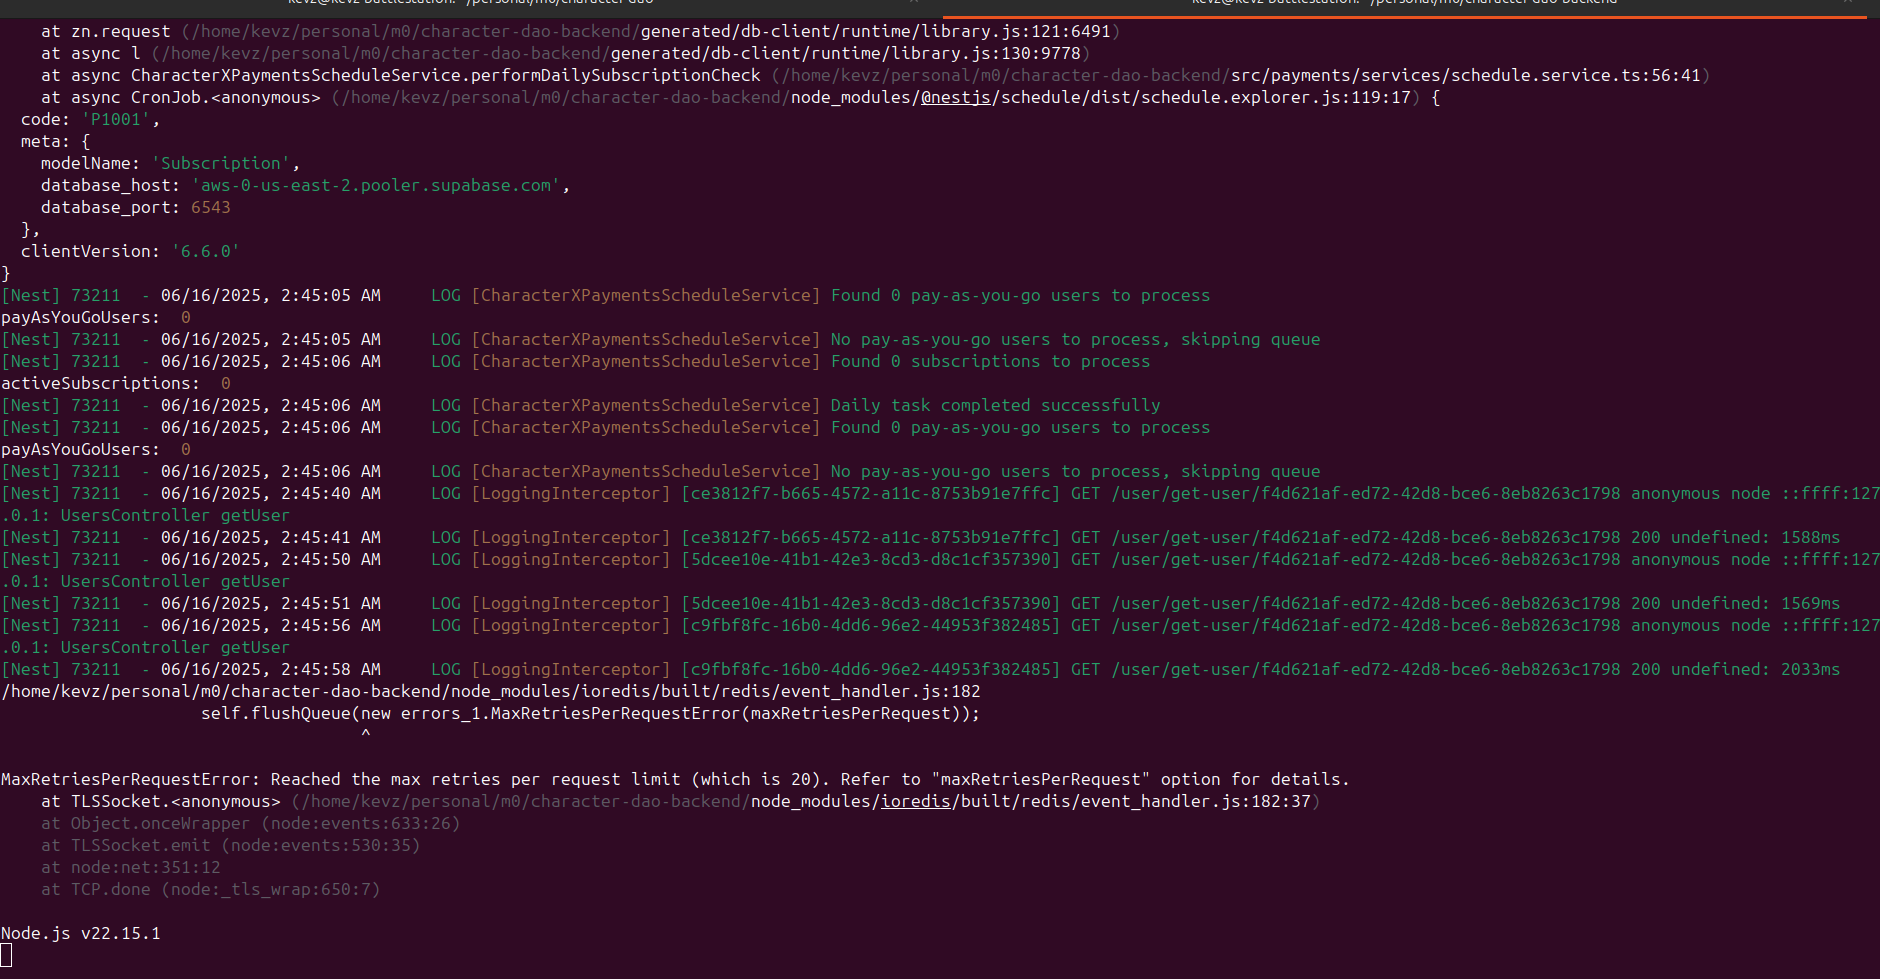 kevz@kevz-Battlestation: ~/personal/m0/character-dao
kevz@kevz-Battlestation: ~/personal/m0/character-dao-backend
    at zn.request (/home/kevz/personal/m0/character-dao-backend/generated/db-client/runtime/library.js:121:6491)
    at async l (/home/kevz/personal/m0/character-dao-backend/generated/db-client/runtime/library.js:130:9778)
    at async CharacterXPaymentsScheduleService.performDailySubscriptionCheck (/home/kevz/personal/m0/character-dao-backend/src/payments/services/schedule.service.ts:56:41)
    at async CronJob.<anonymous> (/home/kevz/personal/m0/character-dao-backend/node_modules/@nestjs/schedule/dist/schedule.explorer.js:119:17) {
  code: 'P1001',
  meta: {
    modelName: 'Subscription',
    database_host: 'aws-0-us-east-2.pooler.supabase.com',
    database_port: 6543
  },
  clientVersion: '6.6.0'
}
[Nest] 73211  - 06/16/2025, 2:45:05 AM     LOG [CharacterXPaymentsScheduleService] Found 0 pay-as-you-go users to process
payAsYouGoUsers:  0
[Nest] 73211  - 06/16/2025, 2:45:05 AM     LOG [CharacterXPaymentsScheduleService] No pay-as-you-go users to process, skipping queue
[Nest] 73211  - 06/16/2025, 2:45:06 AM     LOG [CharacterXPaymentsScheduleService] Found 0 subscriptions to process
activeSubscriptions:  0
[Nest] 73211  - 06/16/2025, 2:45:06 AM     LOG [CharacterXPaymentsScheduleService] Daily task completed successfully
[Nest] 73211  - 06/16/2025, 2:45:06 AM     LOG [CharacterXPaymentsScheduleService] Found 0 pay-as-you-go users to process
payAsYouGoUsers:  0
[Nest] 73211  - 06/16/2025, 2:45:06 AM     LOG [CharacterXPaymentsScheduleService] No pay-as-you-go users to process, skipping queue
[Nest] 73211  - 06/16/2025, 2:45:40 AM     LOG [LoggingInterceptor] [ce3812f7-b665-4572-a11c-8753b91e7ffc] GET /user/get-user/f4d621af-ed72-42d8-bce6-8eb8263c1798 anonymous node ::ffff:127
.0.1: UsersController getUser
[Nest] 73211  - 06/16/2025, 2:45:41 AM     LOG [LoggingInterceptor] [ce3812f7-b665-4572-a11c-8753b91e7ffc] GET /user/get-user/f4d621af-ed72-42d8-bce6-8eb8263c1798 200 undefined: 1588ms
[Nest] 73211  - 06/16/2025, 2:45:50 AM     LOG [LoggingInterceptor] [5dcee10e-41b1-42e3-8cd3-d8c1cf357390] GET /user/get-user/f4d621af-ed72-42d8-bce6-8eb8263c1798 anonymous node ::ffff:127
.0.1: UsersController getUser
[Nest] 73211  - 06/16/2025, 2:45:51 AM     LOG [LoggingInterceptor] [5dcee10e-41b1-42e3-8cd3-d8c1cf357390] GET /user/get-user/f4d621af-ed72-42d8-bce6-8eb8263c1798 200 undefined: 1569ms
[Nest] 73211  - 06/16/2025, 2:45:56 AM     LOG [LoggingInterceptor] [c9fbf8fc-16b0-4dd6-96e2-44953f382485] GET /user/get-user/f4d621af-ed72-42d8-bce6-8eb8263c1798 anonymous node ::ffff:127
.0.1: UsersController getUser
[Nest] 73211  - 06/16/2025, 2:45:58 AM     LOG [LoggingInterceptor] [c9fbf8fc-16b0-4dd6-96e2-44953f382485] GET /user/get-user/f4d621af-ed72-42d8-bce6-8eb8263c1798 200 undefined: 2033ms
/home/kevz/personal/m0/character-dao-backend/node_modules/ioredis/built/redis/event_handler.js:182
                    self.flushQueue(new errors_1.MaxRetriesPerRequestError(maxRetriesPerRequest));
                                    ^
MaxRetriesPerRequestError: Reached the max retries per request limit (which is 20). Refer to "maxRetriesPerRequest" option for details.
    at TLSSocket.<anonymous> (/home/kevz/personal/m0/character-dao-backend/node_modules/ioredis/built/redis/event_handler.js:182:37)
    at Object.onceWrapper (node:events:633:26)
    at TLSSocket.emit (node:events:530:35)
    at node:net:351:12
    at TCP.done (node:_tls_wrap:650:7)
Node.js v22.15.1